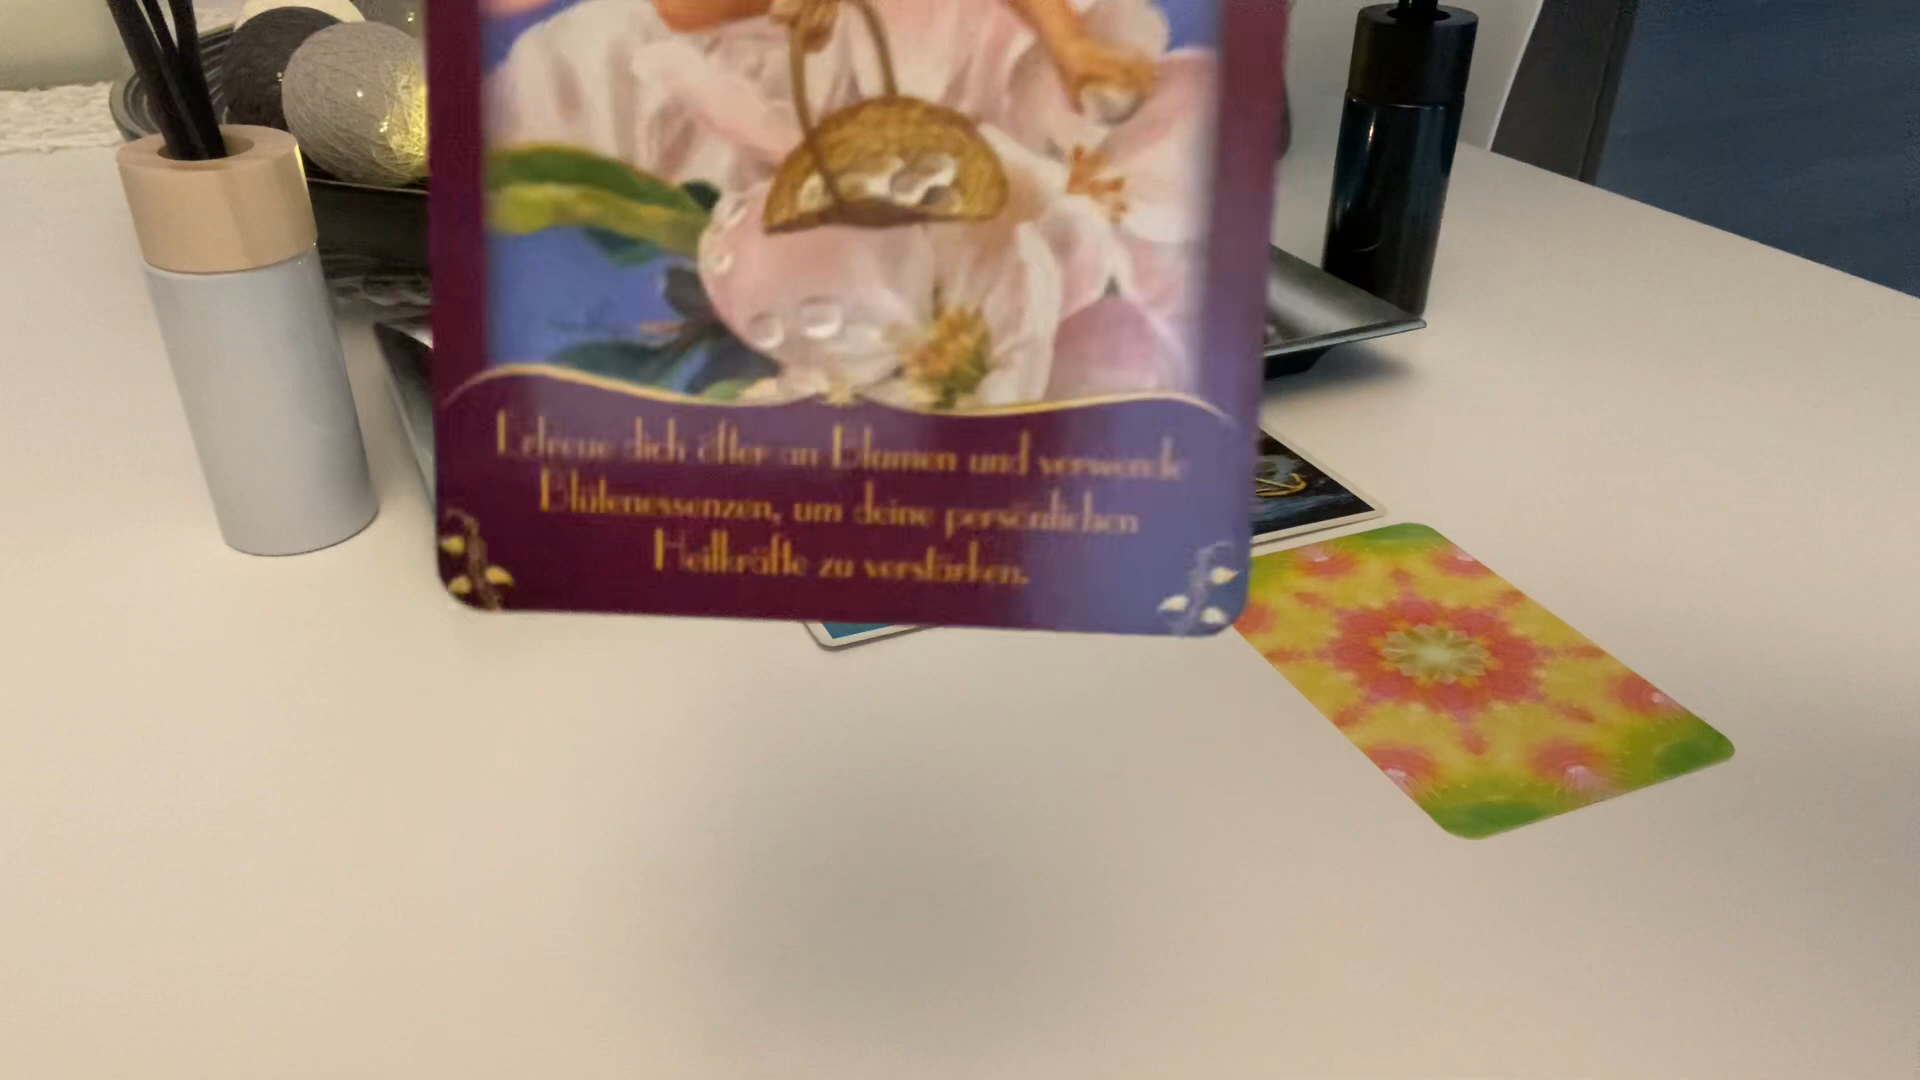 Erfreue dich öfter an Blumen und verwende
Blütenessenzen, um deine persönlichen
Heilkräfte zu verstärken.